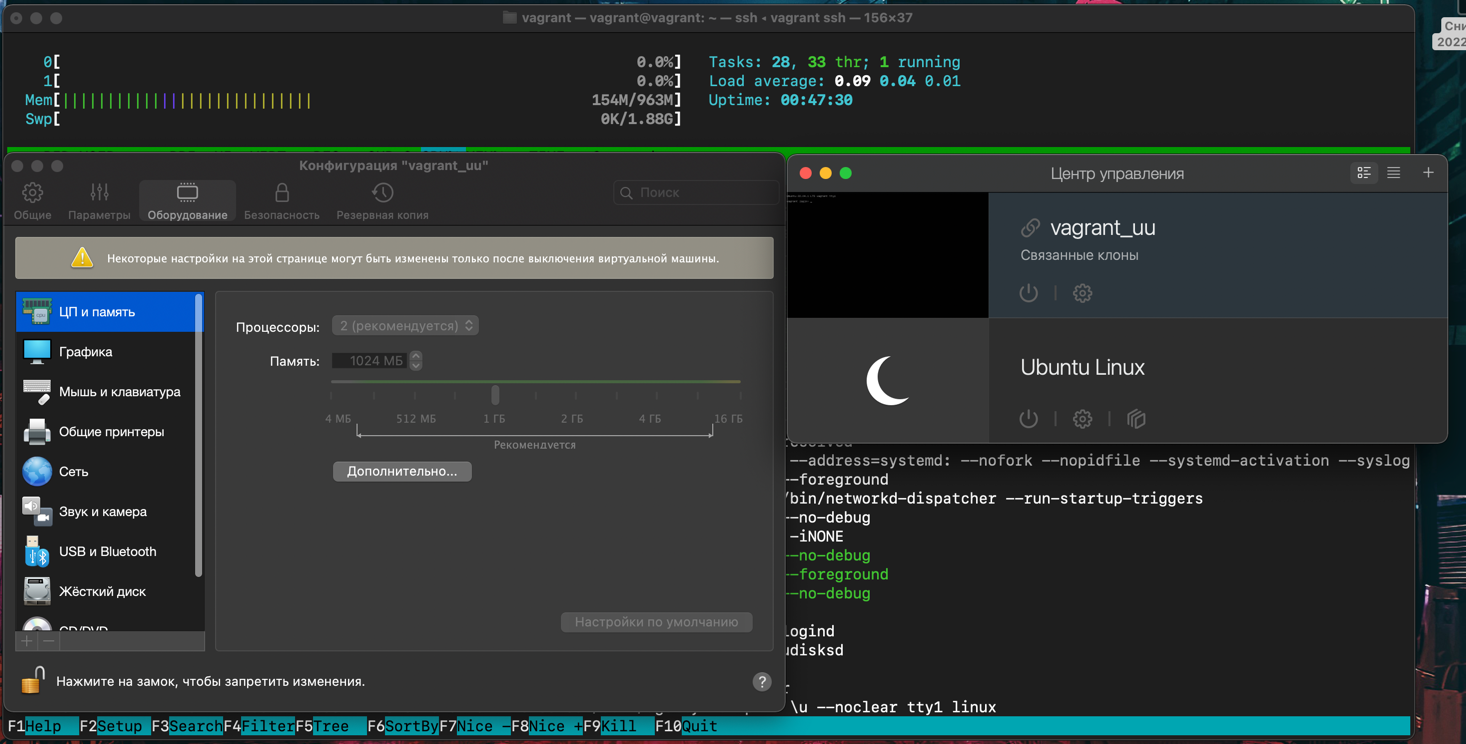 vagrant — vagrant@vagrant: ~ — ssh ◂ vagrant ssh — 156×37
Сни
2022
0[ 0.0%] Tasks: 28, 33 thr; 1 running
1[ 0.0%] Load average: 0.09 0.04 0.01
Mem[||||||||||||||||||||||||||| 154M/963M] Uptime: 00:47:30
Swp[ 0K/1.88G]
Конфигурация "vagrant_uu"
Общие Параметры Оборудование Безопасность Резервная копия
Поиск
Некоторые настройки на этой странице могут быть изменены только после выключения виртуальной машины.
ЦП и память
Графика
Мышь и клавиатура
Общие принтеры
Сеть
Звук и камера
USB и Bluetooth
Жёсткий диск
CD/DVD
Процессоры: 2 (рекомендуется)
Память: 1024 МБ
4 МБ 512 МБ 1 ГБ 2 ГБ 4 ГБ 16 ГБ
Рекомендуется
Дополнительно...
Настройки по умолчанию
Нажмите на замок, чтобы запретить изменения.
?
Центр управления
vagrant_uu
Связанные клоны
Ubuntu Linux
--address=systemd: --nofork --nopidfile --systemd-activation --syslog
--foreground
/bin/networkd-dispatcher --run-startup-triggers
--no-debug
-iNONE
--no-debug
--foreground
--no-debug
logind
udisksd
\u --noclear tty1 linux
F1Help F2Setup F3SearchF4FilterF5Tree F6SortByF7Nice -F8Nice +F9Kill F10Quit